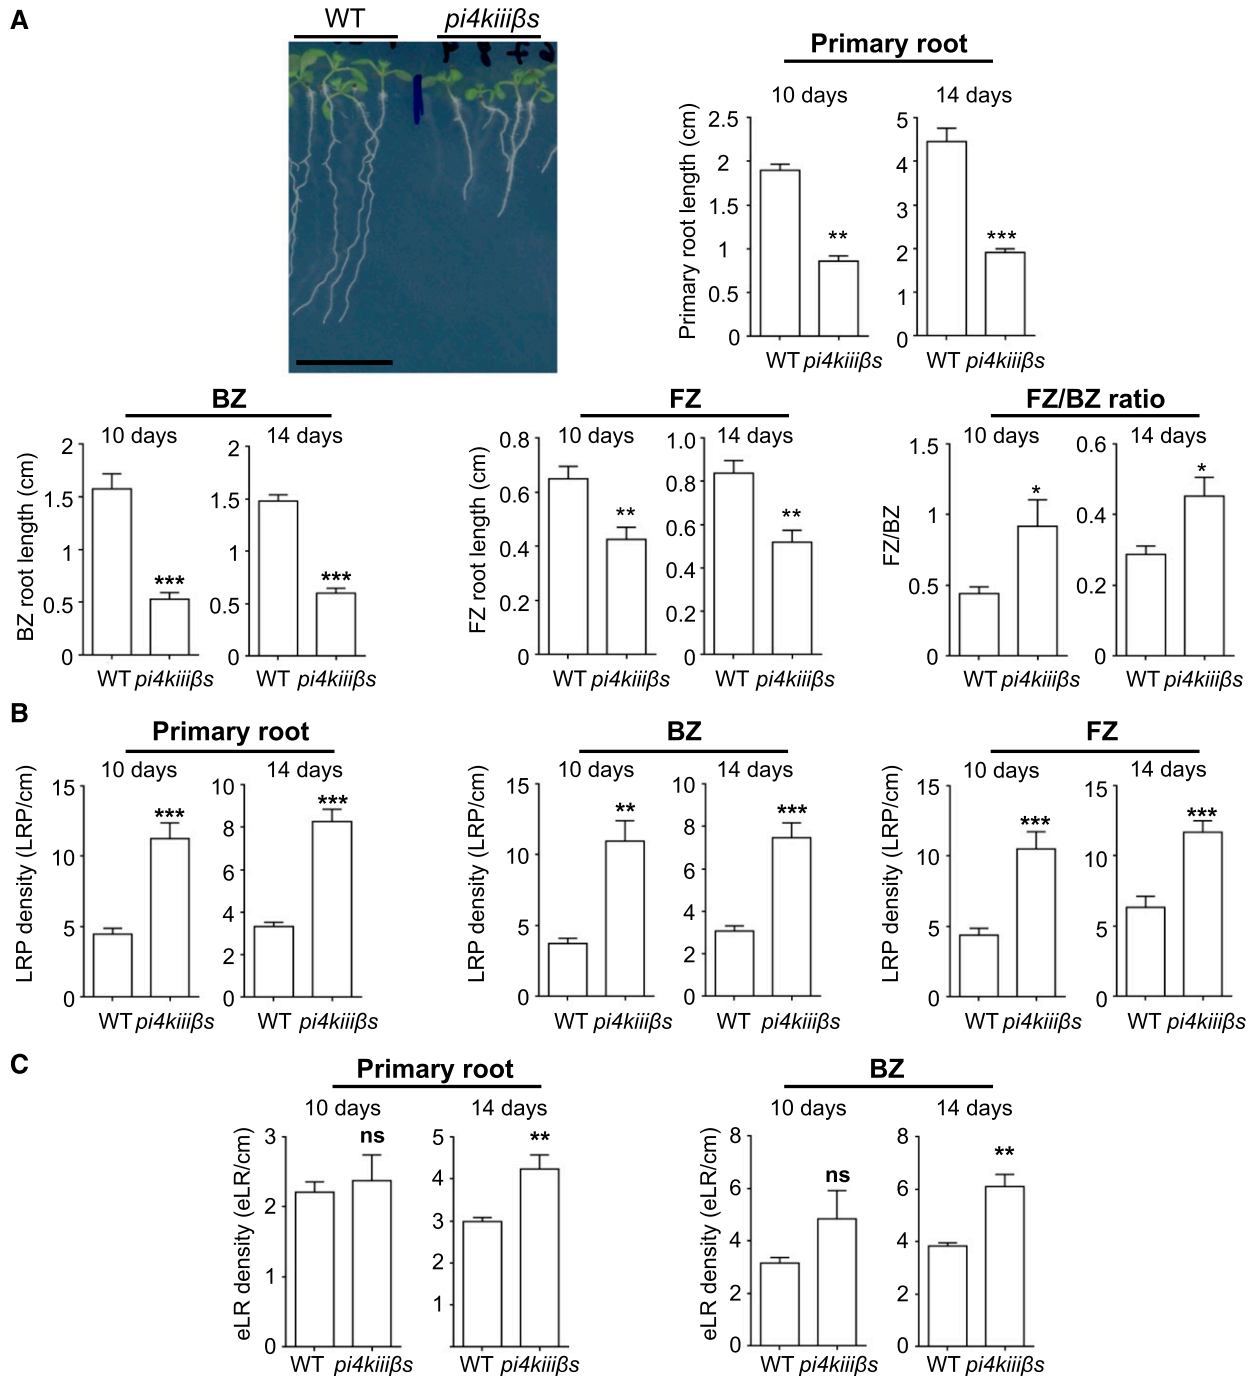 A
WT pi4kiiiβs
Primary root
10 days 14 days
Primary root length (cm)
2.5
2
1.5
1
0.5
0
5
4
3
2
1
0
** ***
WT pi4kiiiβs WT pi4kiiiβs
BZ
10 days 14 days
BZ root length (cm)
2
1.5
1
0.5
0
2
1.5
1
0.5
0
*** ***
WT pi4kiiiβs WT pi4kiiiβs
FZ
10 days 14 days
FZ root length (cm)
0.8
0.6
0.4
0.2
0
1.0
0.8
0.6
0.4
0.2
0
** **
WT pi4kiiiβs WT pi4kiiiβs
FZ/BZ ratio
10 days 14 days
FZ/BZ
1.5
1
0.5
0
0.6
0.4
0.2
0
* *
WT pi4kiiiβs WT pi4kiiiβs
B
Primary root
10 days 14 days
LRP density (LRP/cm)
15
10
5
0
10
8
6
4
2
0
*** ***
WT pi4kiiiβs WT pi4kiiiβs
BZ
10 days 14 days
LRP density (LRP/cm)
15
10
5
0
10
8
6
4
2
0
** ***
WT pi4kiiiβs WT pi4kiiiβs
FZ
10 days 14 days
LRP density (LRP/cm)
15
10
5
0
15
10
5
0
*** ***
WT pi4kiiiβs WT pi4kiiiβs
C
Primary root
10 days 14 days
eLR density (eLR/cm)
3
2
1
0
5
4
3
2
1
ns **
WT pi4kiiiβs WT pi4kiiiβs
BZ
10 days 14 days
eLR density (eLR/cm)
8
6
4
2
0
8
6
4
2
0
ns **
WT pi4kiiiβs WT pi4kiiiβs